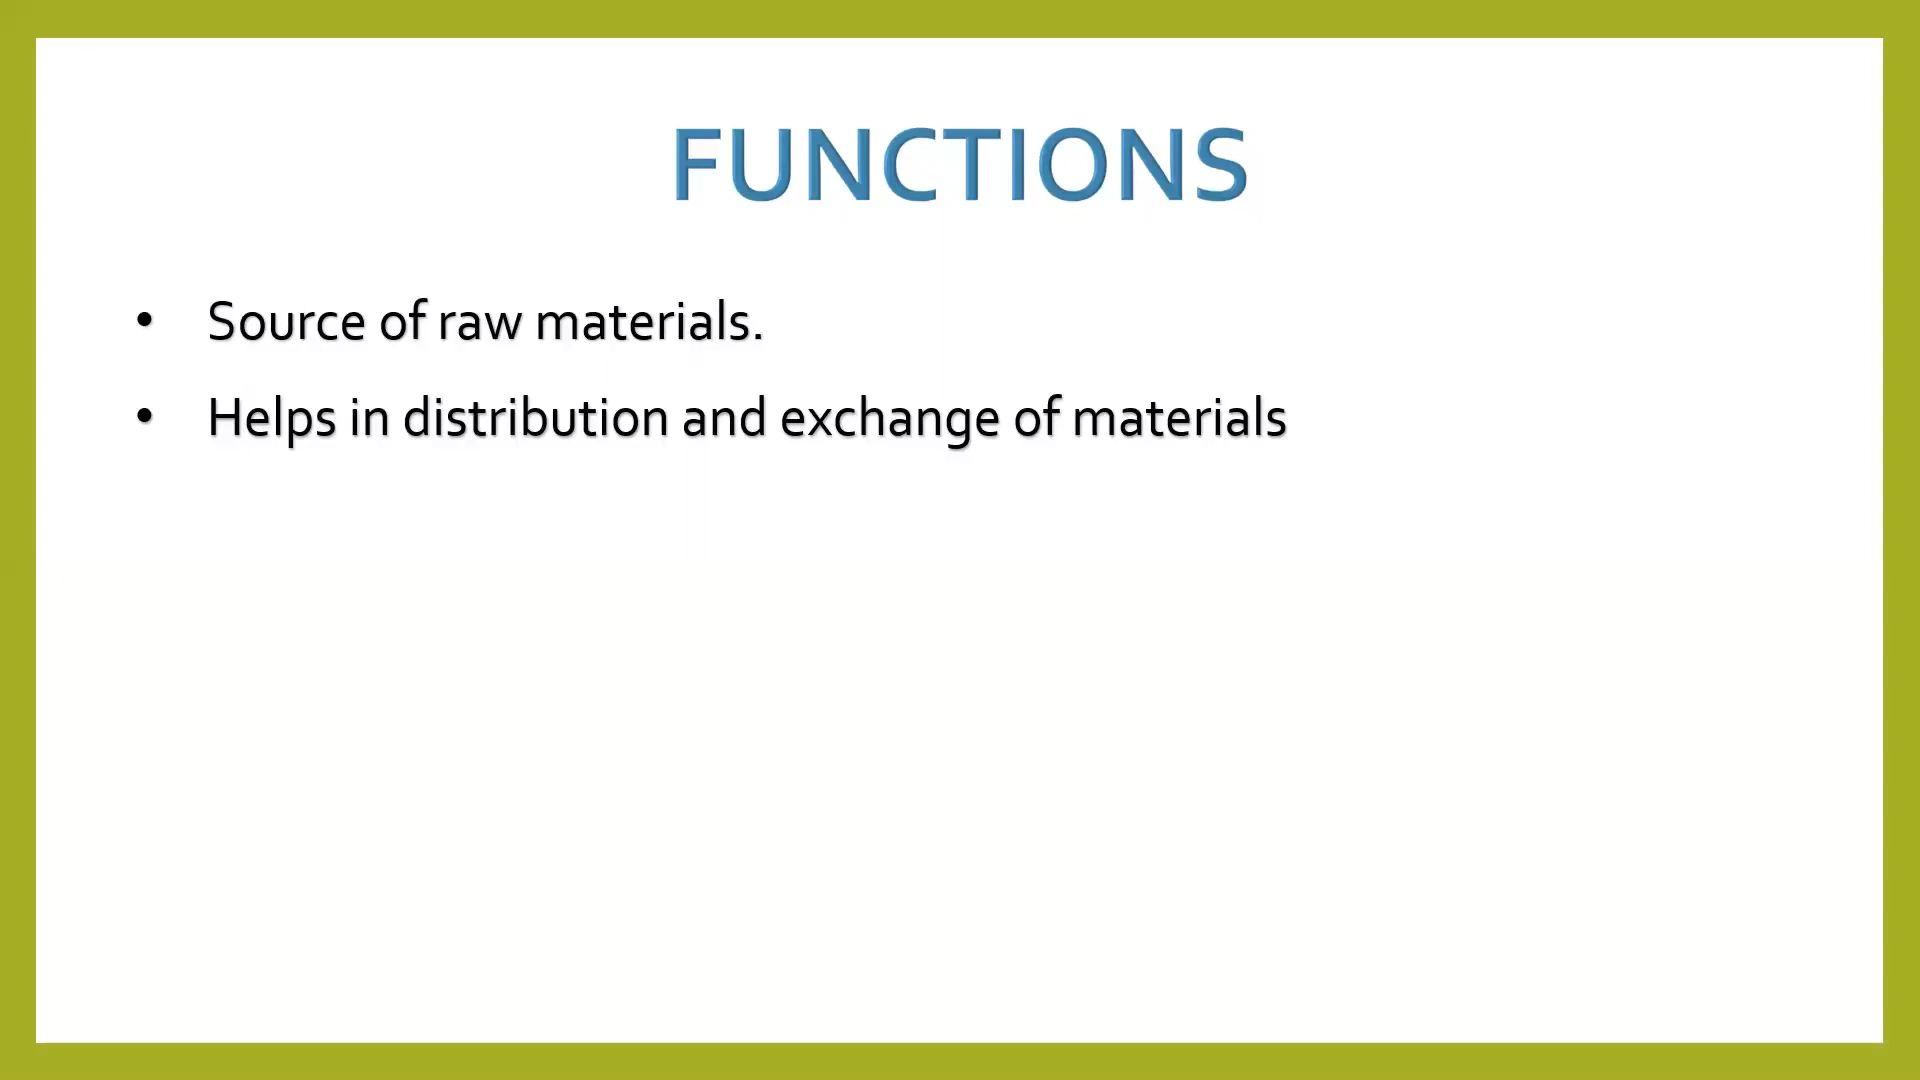 FUNCTIONS
• Source of raw materials.
• Helps in distribution and exchange of materials